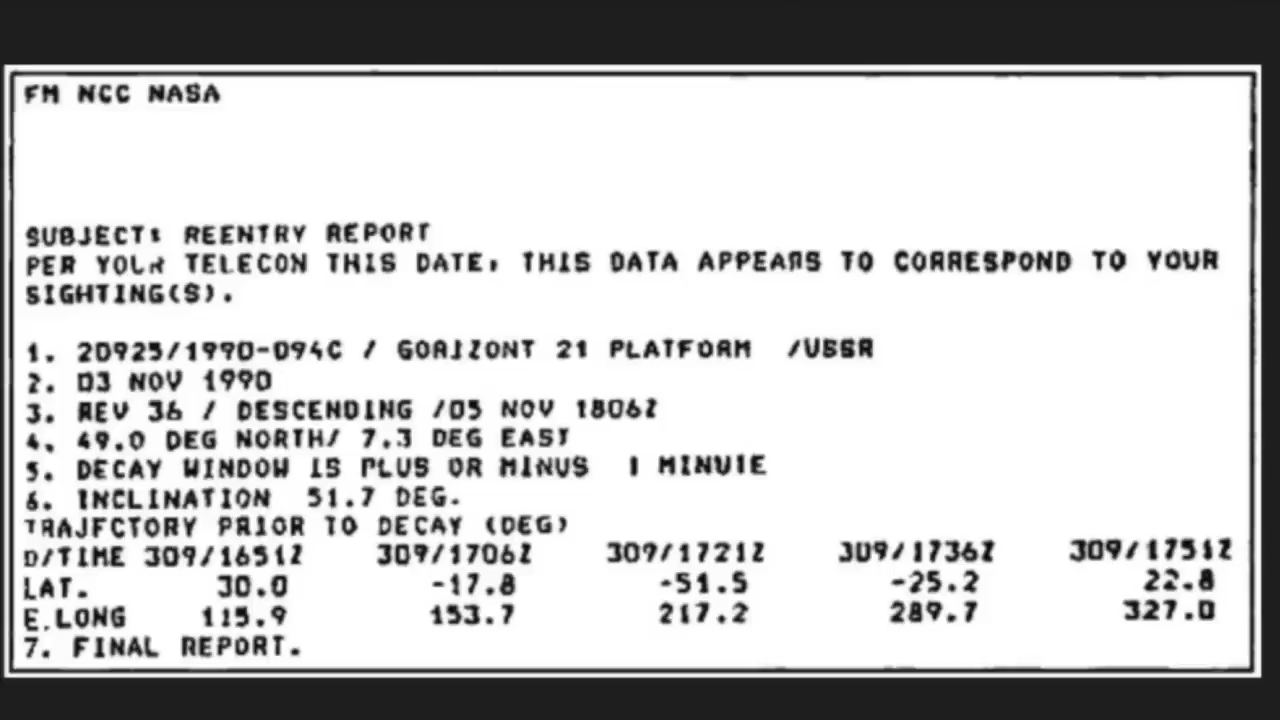 FM NCC NASA
SUBJECT: REENTRY REPORT
PER YOUR TELECON THIS DATE, THIS DATA APPEARS TO CORRESPOND TO YOUR
SIGHTING(S).
1. 20925/1990-094C / GORIZONT 21 PLATFORM /USSR
2. 03 NOV 1990
3. REV 36 / DESCENDING /05 NOV 1806Z
4. 49.0 DEG NORTH/ 7.3 DEG EAST
5. DECAY WINDOW IS PLUS OR MINUS 1 MINUTE
6. INCLINATION 51.7 DEG.
TRAJECTORY PRIOR TO DECAY (DEG)
D/TIME 309/1651Z 309/1706Z 309/1721Z 309/1736Z 309/1751Z
LAT. 30.0 -17.8 -51.5 -25.2 22.8
E.LONG 115.9 153.7 217.2 289.7 327.0
7. FINAL REPORT.